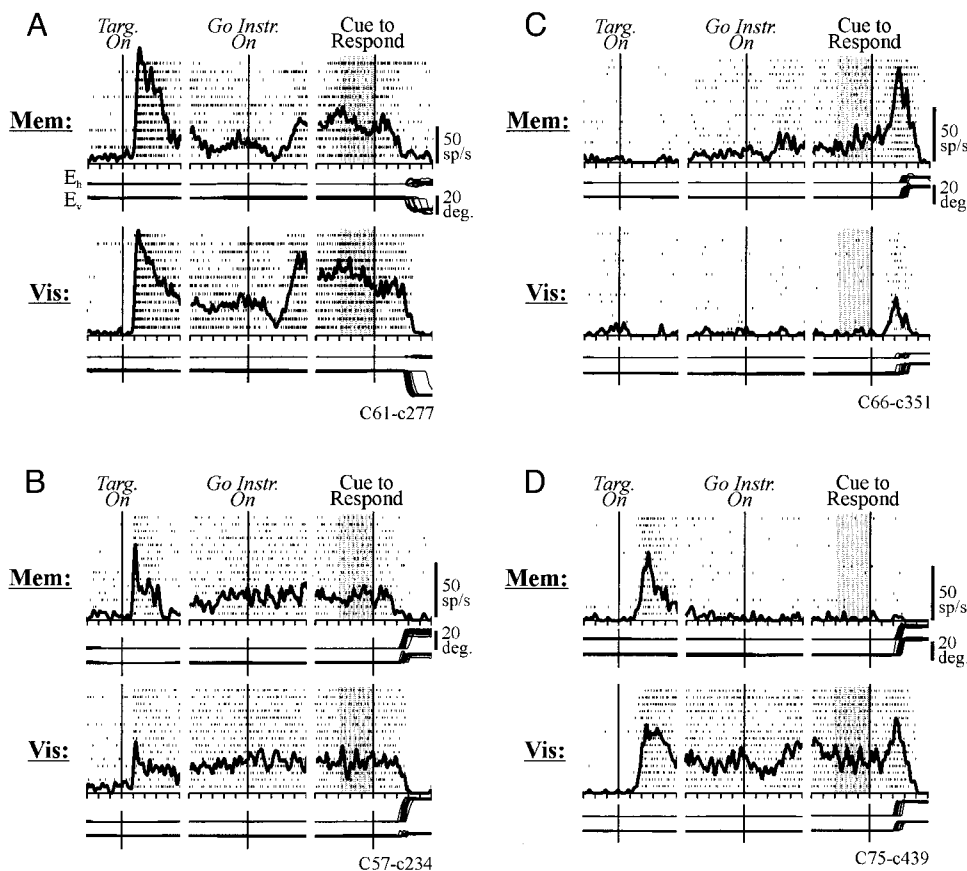 A
Targ. On
Go Instr. On
Cue to Respond
Mem:
50 sp/s
Eh
Ev
20 deg.
Vis:
C61-c277
C
Targ. On
Go Instr. On
Cue to Respond
Mem:
50 sp/s
20 deg.
Vis:
C66-c351
B
Targ. On
Go Instr. On
Cue to Respond
Mem:
50 sp/s
20 deg.
Vis:
C57-c234
D
Targ. On
Go Instr. On
Cue to Respond
Mem:
50 sp/s
20 deg.
Vis:
C75-c439